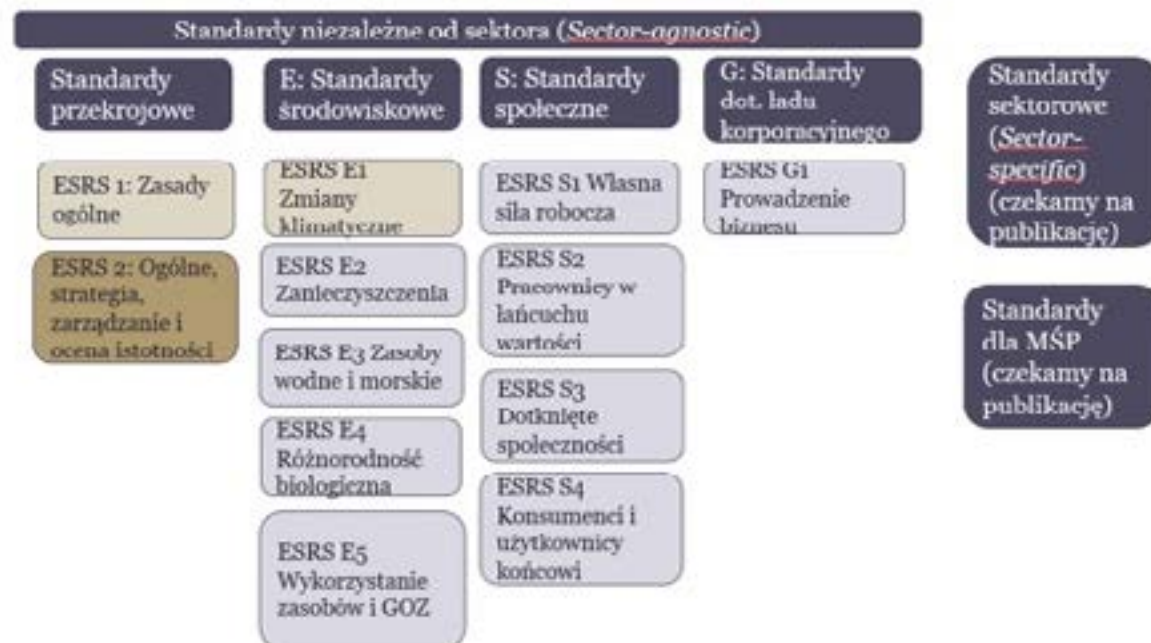 Standardy niezależne od sektora (Sector-agnostic)
Standardy
przekrojowe
ESRS 1: Zasady
ogólne
ESRS 2: Ogólne,
strategia,
zarządzanie i
ocena istotności
E: Standardy
środowiskowe
ESRS E1
Zmiany
klimatyczne
ESRS E2
Zanieczyszczenia
ESRS E3 Zasoby
wodne i morskie
ESRS E4
Różnorodność
biologiczna
ESRS E5
Wykorzystanie
zasobów i GOZ
S: Standardy
społeczne
ESRS S1 Własna
siła robocza
ESRS S2
Pracownicy w
łańcuchu
wartości
ESRS S3
Dotknięte
społeczności
ESRS S4
Konsumenci i
użytkownicy
końcowi
G: Standardy
dot. ładu
korporacyjnego
ESRS G1
Prowadzenie
biznesu
Standardy
sektorowe
(Sector-
specific)
(czekamy na
publikację)
Standardy
dla MŚP
(czekamy na
publikację)